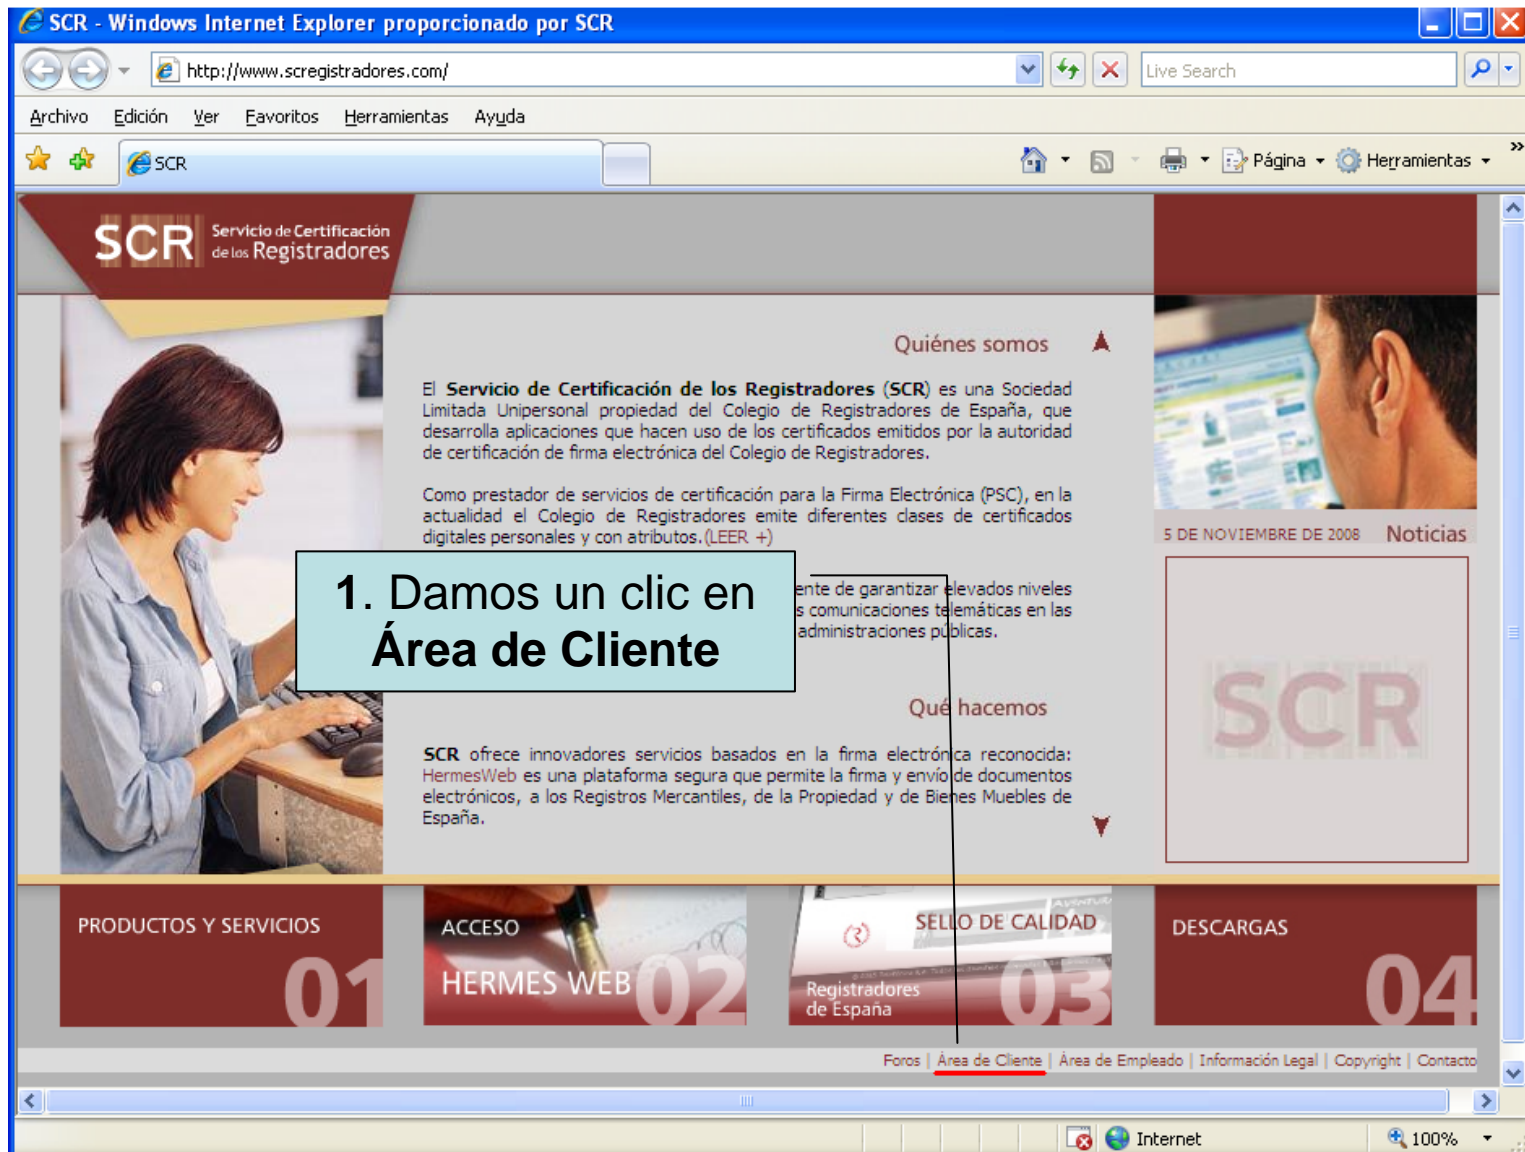 SCR - Windows Internet Explorer proporcionado por SCR
http://www.scregistradores.com/
Live Search
Archivo Edición Ver Favoritos Herramientas Ayuda
SCR
Página
Herramientas
»
SCR
Servicio de Certificación
de los Registradores
Quiénes somos
El Servicio de Certificación de los Registradores (SCR) es una Sociedad
Limitada Unipersonal propiedad del Colegio de Registradores de España, que
desarrolla aplicaciones que hacen uso de los certificados emitidos por la autoridad
de certificación de firma electrónica del Colegio de Registradores.
Como prestador de servicios de certificación para la Firma Electrónica (PSC), en la
actualidad el Colegio de Registradores emite diferentes clases de certificados
digitales personales y con atributos.(LEER +)
1. Damos un clic en
Área de Cliente
ente de garantizar elevados niveles
s comunicaciones telemáticas en las
administraciones públicas.
Qué hacemos
SCR ofrece innovadores servicios basados en la firma electrónica reconocida:
HermesWeb es una plataforma segura que permite la firma y envío de documentos
electrónicos, a los Registros Mercantiles, de la Propiedad y de Bienes Muebles de
España.
5 DE NOVIEMBRE DE 2008 Noticias
SCR
PRODUCTOS Y SERVICIOS
01
ACCESO
HERMES WEB
02
SELLO DE CALIDAD
Registradores
de España
03
DESCARGAS
04
Foros | Área de Cliente | Área de Empleado | Información Legal | Copyright | Contacto
Internet
100%